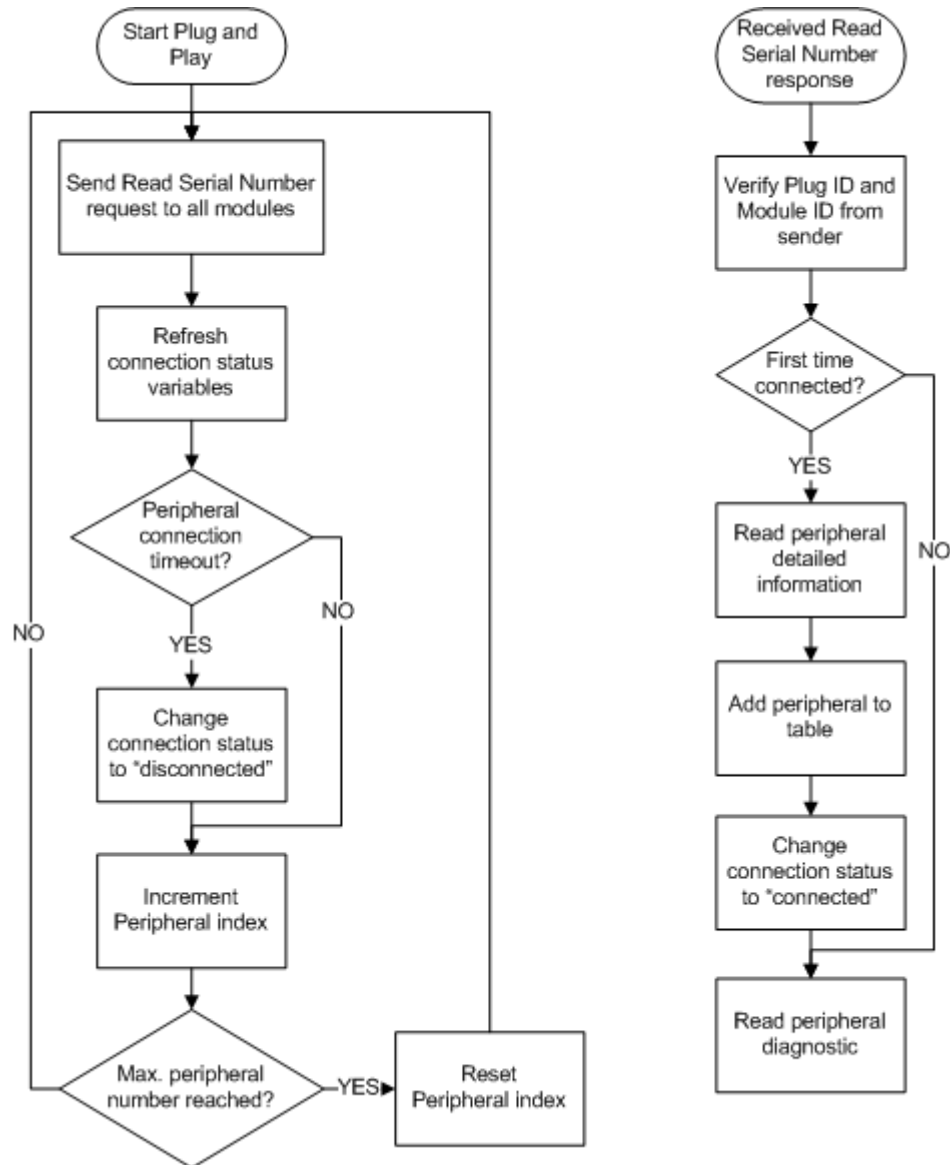 Start Plug and
Play
Send Read Serial Number
request to all modules
Refresh
connection status
variables
Peripheral
connection
timeout?
NO
NO
YES
Change
connection status
to “disconnected”
Increment
Peripheral index
Max. peripheral
number reached?
YES
Reset
Peripheral index
Received Read
Serial Number
response
Verify Plug ID and
Module ID from
sender
First time
connected?
YES
Read peripheral
detailed
information
NO
Add peripheral to
table
Change
connection status
to “connected”
Read peripheral
diagnostic